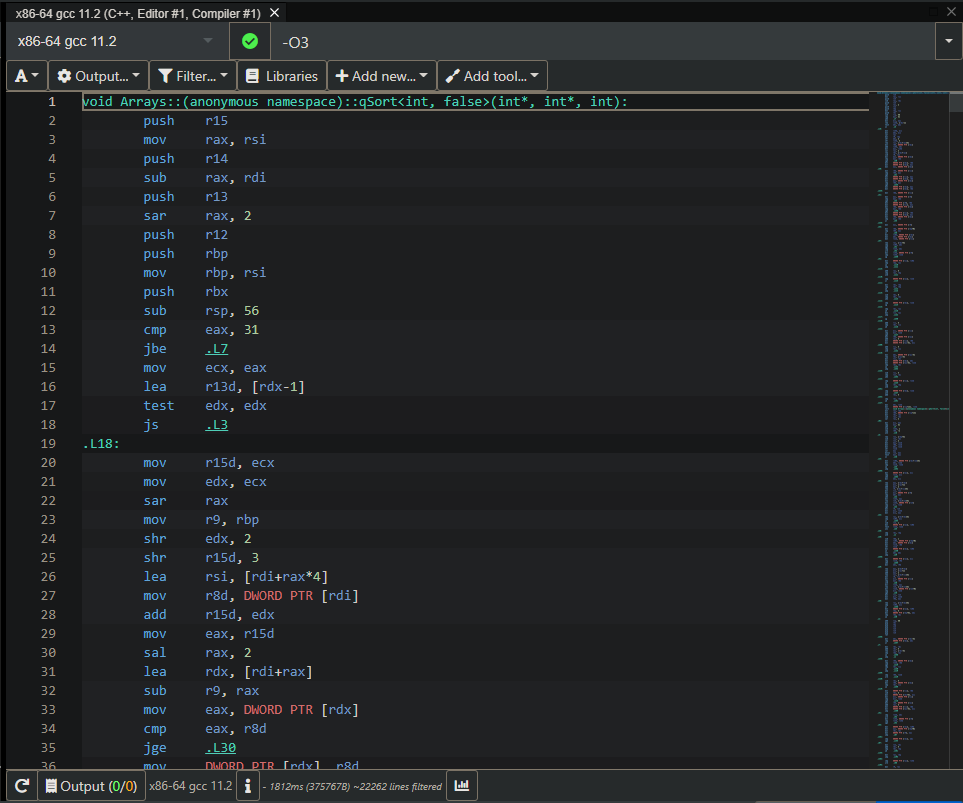 x86-64 gcc 11.2 (C++, Editor #1, Compiler #1) ✕
x86-64 gcc 11.2 -O3
A Output... Filter... Libraries + Add new... Add tool...
1 void Arrays::(anonymous namespace)::qSort<int, false>(int*, int*, int):
2 push r15
3 mov rax, rsi
4 push r14
5 sub rax, rdi
6 push r13
7 sar rax, 2
8 push r12
9 push rbp
10 mov rbp, rsi
11 push rbx
12 sub rsp, 56
13 cmp eax, 31
14 jbe .L7
15 mov ecx, eax
16 lea r13d, [rdx-1]
17 test edx, edx
18 js .L3
19 .L18:
20 mov r15d, ecx
21 mov edx, ecx
22 sar rax
23 mov r9, rbp
24 shr edx, 2
25 shr r15d, 3
26 lea rsi, [rdi+rax*4]
27 mov r8d, DWORD PTR [rdi]
28 add r15d, edx
29 mov eax, r15d
30 sal rax, 2
31 lea rdx, [rdi+rax]
32 sub r9, rax
33 mov eax, DWORD PTR [rdx]
34 cmp eax, r8d
35 jge .L30
36 mov DWORD PTR [rdx], r8d
Output (0/0) x86-64 gcc 11.2 i - 1812ms (375767B) ~22262 lines filtered